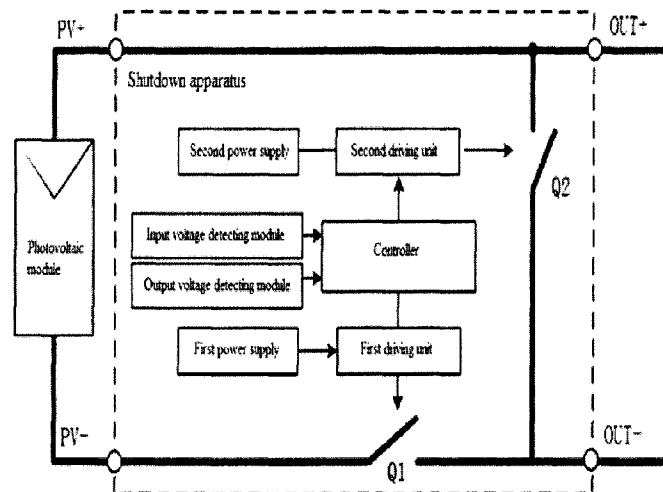 PV+
OUT+
Shutdown apparatus
Second power supply
Second driving unit
Q2
Input voltage detecting module
Controller
Output voltage detecting module
Photovoltaic
module
First power supply
First driving unit
PV-
OUT-
Q1